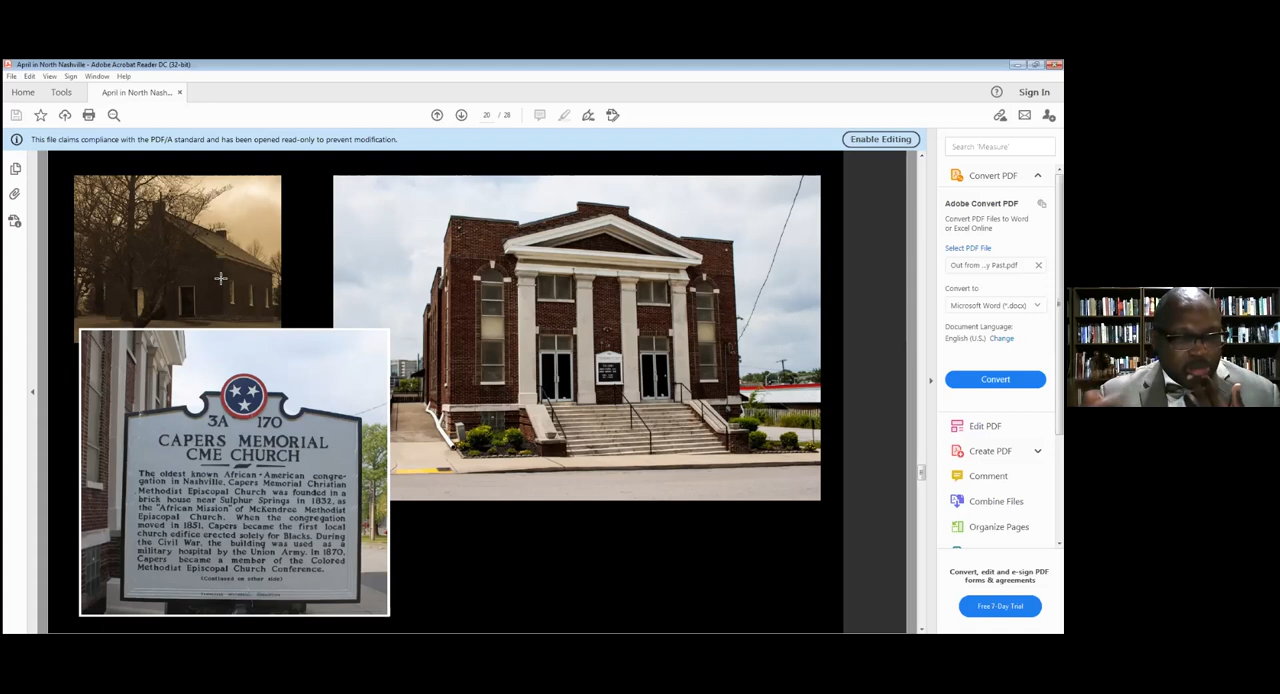 April in North Nashville - Adobe Acrobat Reader DC (32-bit)
File Edit View Sign Window Help
Home Tools April in North Nash... × Sign In
20 / 28
This file claims compliance with the PDF/A standard and has been opened read-only to prevent modification. Enable Editing
Search 'Measure'
Convert PDF
Adobe Convert PDF
Convert PDF Files to Word
or Excel Online
Select PDF File
Out from ...y Past.pdf
Convert to
Microsoft Word (*.docx)
Document Language:
English (U.S.) Change
Convert
Edit PDF
Create PDF
Comment
Combine Files
Organize Pages
Convert, edit and e-sign PDF
forms & agreements
Free 7-Day Trial
3A 170
CAPERS MEMORIAL
CME CHURCH
The oldest known African-American congre-
gation in Nashville, Capers Memorial Christian
Methodist Episcopal Church was founded in a
brick house near Sulphur Springs in 1832, as
the "African Mission" of McKendree Methodist
Episcopal Church. When the congregation
moved in 1851, Capers became the first local
church edifice erected solely for Blacks. During
the Civil War, the building was used as a
military hospital by the Union Army. In 1870,
Capers became a member of the Colored
Methodist Episcopal Church Conference.
(Continued on other side)